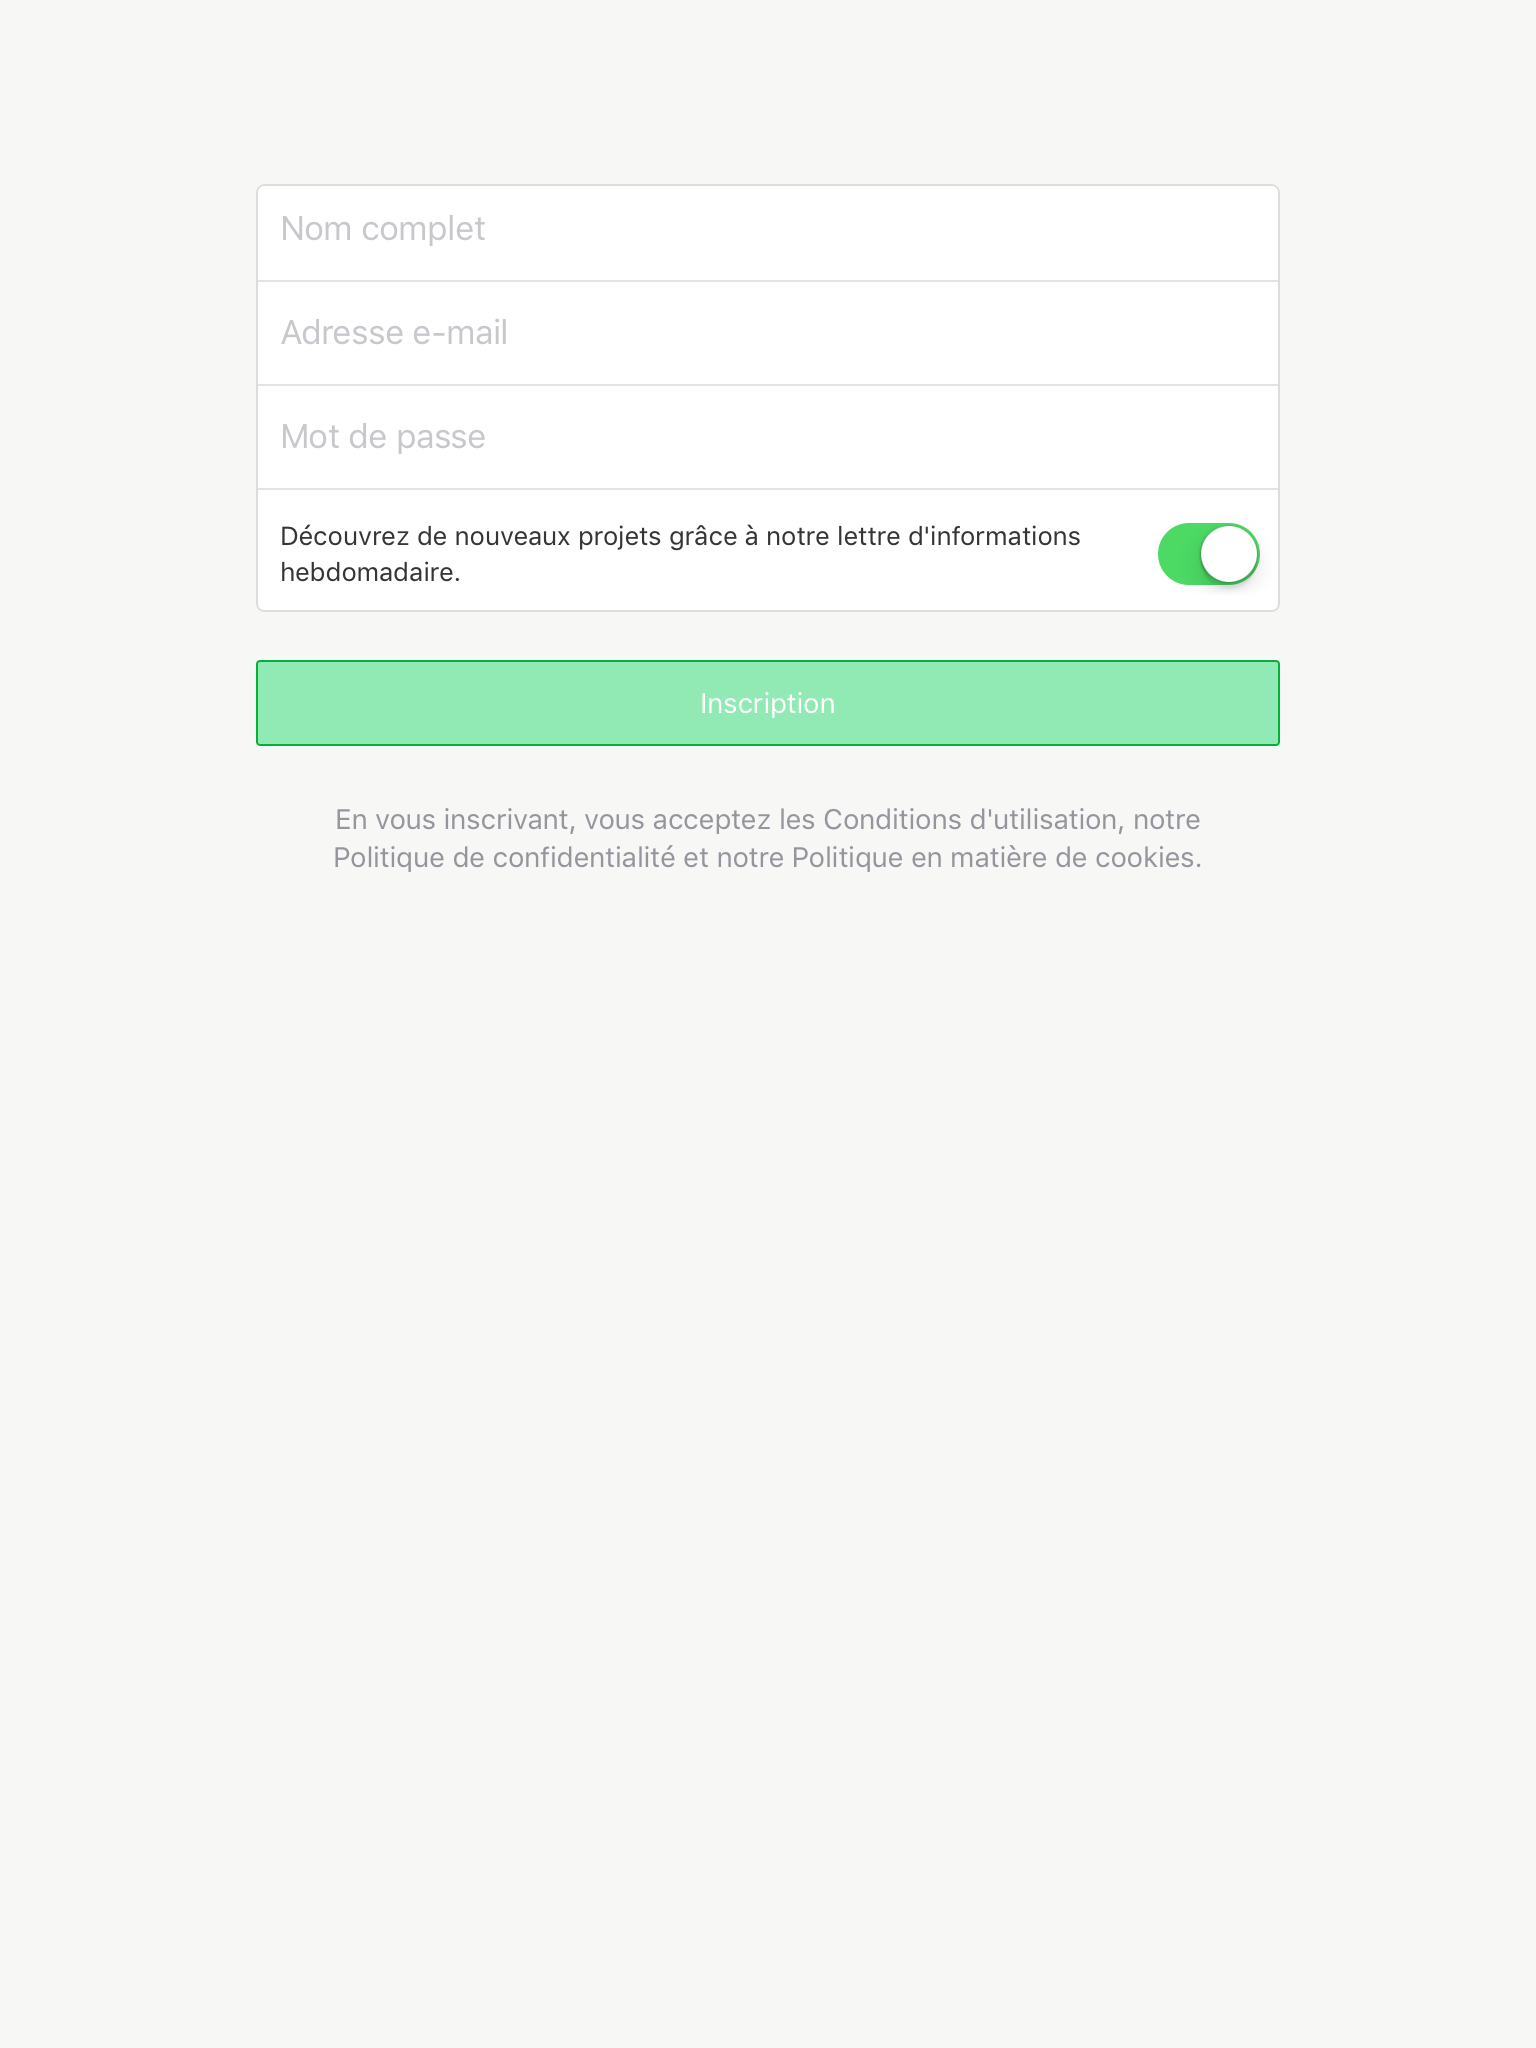 Nom complet
Adresse e-mail
Mot de passe
Découvrez de nouveaux projets grâce à notre lettre d'informations
hebdomadaire.
Inscription
En vous inscrivant, vous acceptez les Conditions d'utilisation, notre
Politique de confidentialité et notre Politique en matière de cookies.